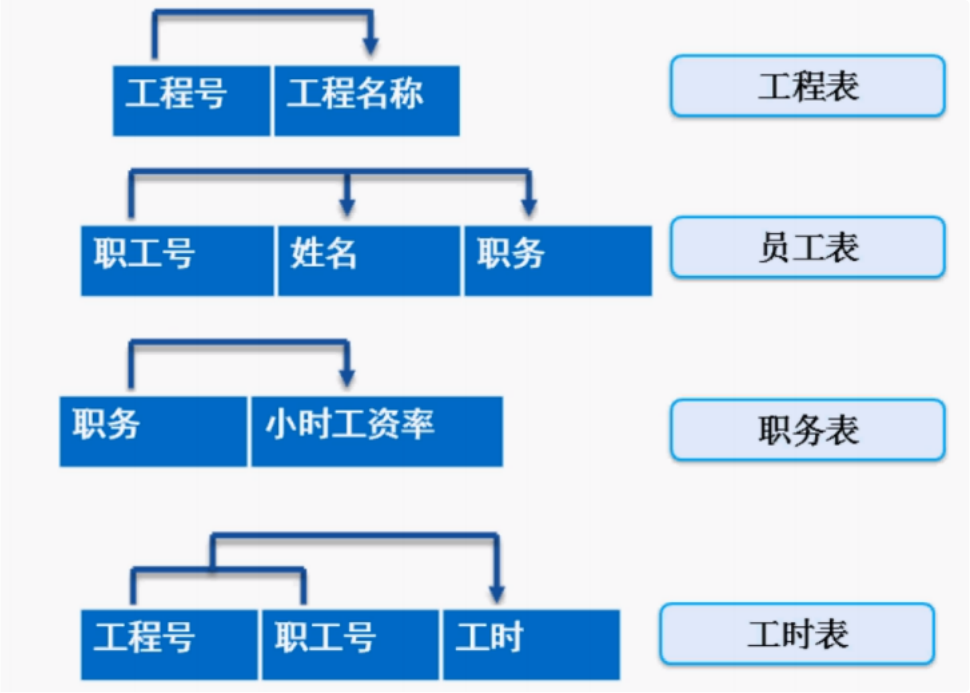 工程号 工程名称 工程表
职工号 姓名 职务 员工表
职务 小时工资率 职务表
工程号 职工号 工时 工时表